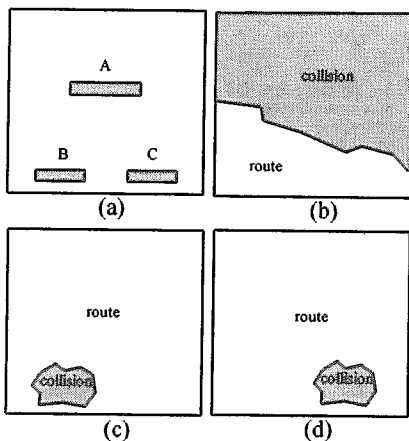 A
B C
(a)
collision
route
(b)
route
collision
(c)
route
collision
(d)